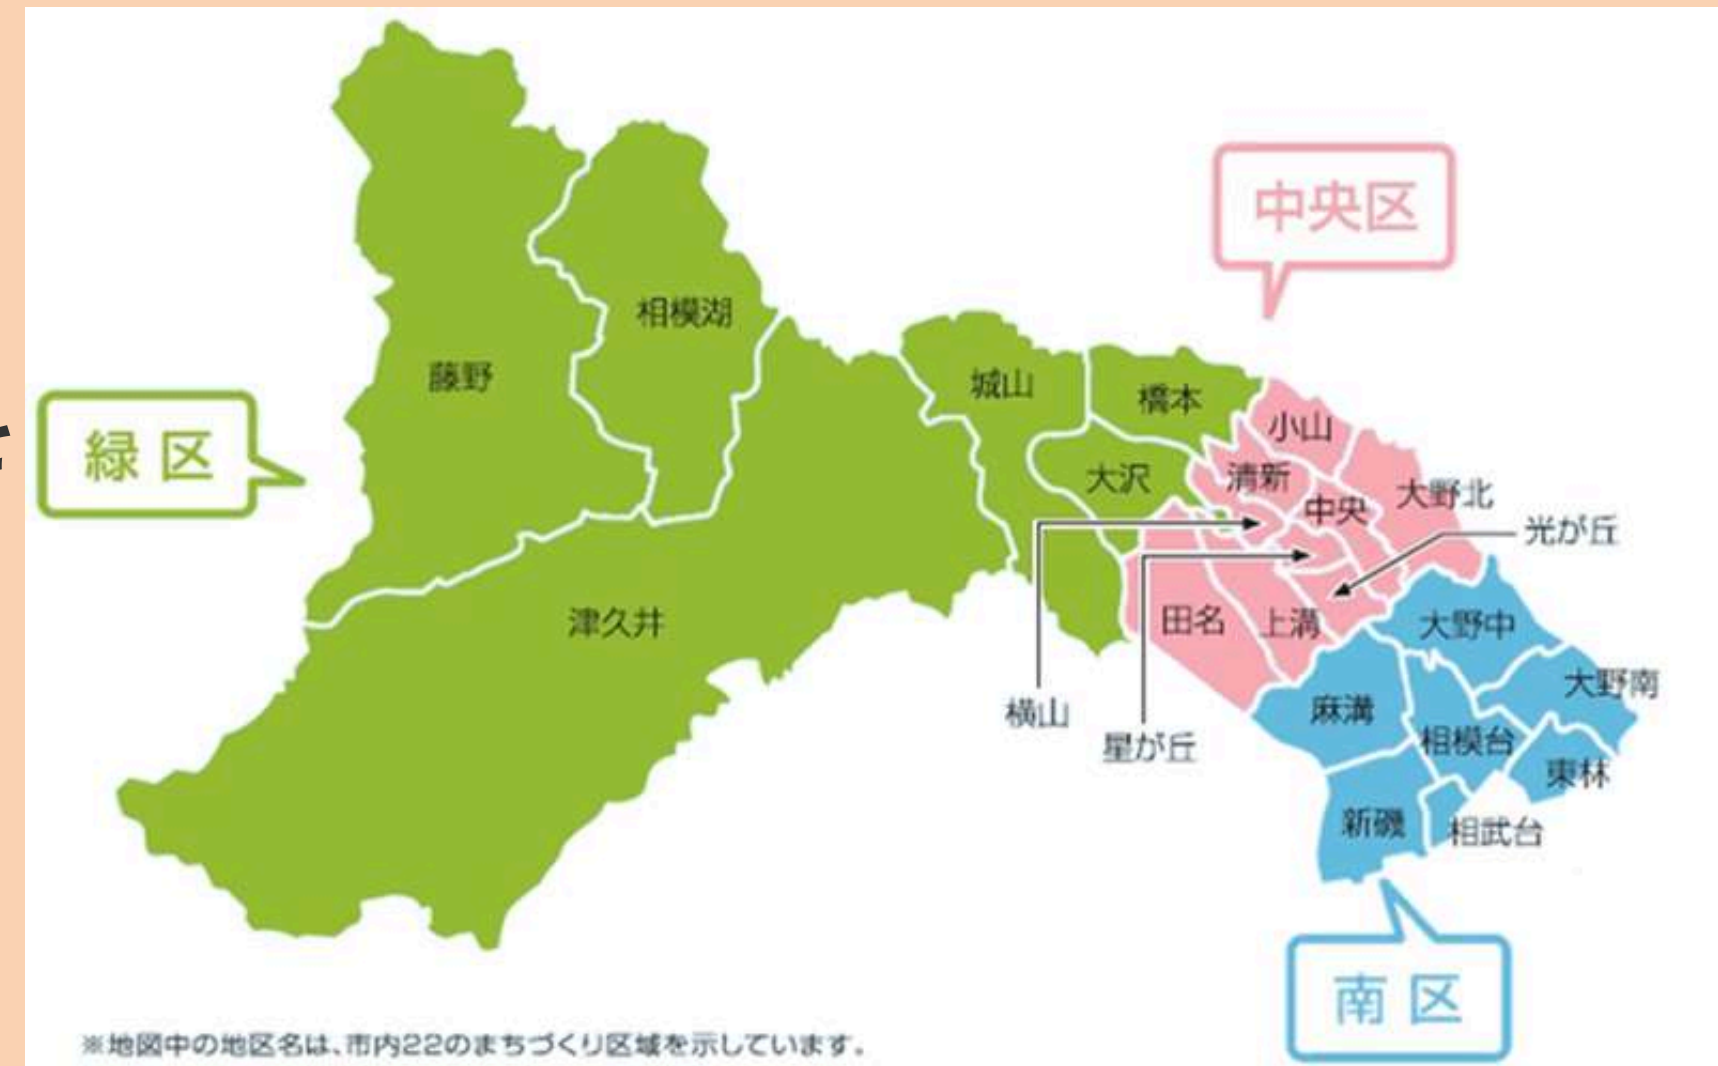 中央区
相模湖
藤野
城山
橋本
小山
緑区
大沢
清新
大野北
中央
光が丘
津久井
田名
上溝
大野中
大野南
横山
麻溝
星が丘
相模台
東林
新磯
相武台
南区
※地図中の地区名は、市内22のまちづくり区域を示しています。